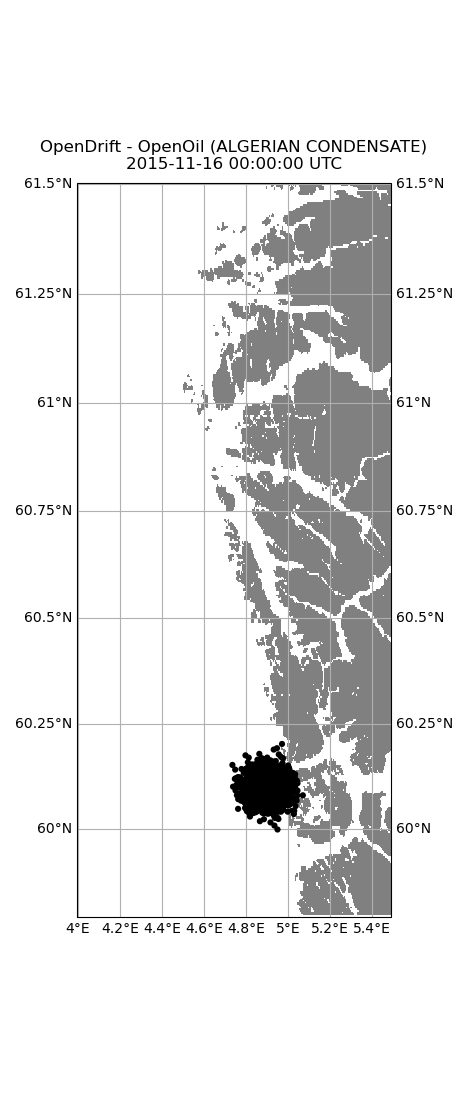 OpenDrift - OpenOil (ALGERIAN CONDENSATE)
2015-11-16 00:00:00 UTC
61.5°N 61.5°N
61.25°N 61.25°N
61°N 61°N
60.75°N 60.75°N
60.5°N 60.5°N
60.25°N 60.25°N
60°N 60°N
4°E 4.2°E 4.4°E 4.6°E 4.8°E 5°E 5.2°E 5.4°E